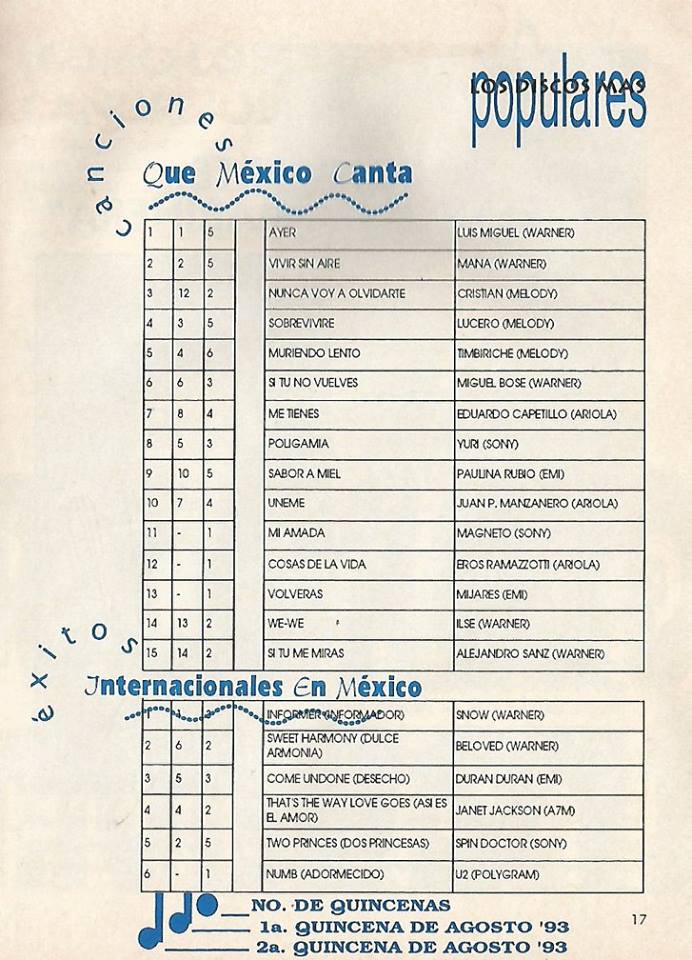 LOS DISCOS MAS
populares
canciones
Que México Canta
1 1 5 AYER LUIS MIGUEL (WARNER)
2 2 5 VIVIR SIN AIRE MANA (WARNER)
3 12 2 NUNCA VOY A OLVIDARTE CRISTIAN (MELODY)
4 3 5 SOBREVIVIRE LUCERO (MELODY)
5 4 6 MURIENDO LENTO TIMBIRICHE (MELODY)
6 6 3 SI TU NO VUELVES MIGUEL BOSE (WARNER)
7 8 4 ME TIENES EDUARDO CAPETILLO (ARIOLA)
8 5 3 POLIGAMIA YURI (SONY)
9 10 5 SABOR A MIEL PAULINA RUBIO (EMI)
10 7 4 UNEME JUAN P. MANZANERO (ARIOLA)
11 - 1 MI AMADA MAGNETO (SONY)
12 - 1 COSAS DE LA VIDA EROS RAMAZZOTTI (ARIOLA)
13 - 1 VOLVERAS MIJARES (EMI)
14 13 2 WE-WE ILSE (WARNER)
15 14 2 SI TU ME MIRAS ALEJANDRO SANZ (WARNER)
éxitos
Internacionales En México
1 INFORMER (INFORMADOR) SNOW (WARNER)
2 6 2 SWEET HARMONY (DULCE
ARMONIA) BELOVED (WARNER)
3 5 3 COME UNDONE (DESECHO) DURAN DURAN (EMI)
4 4 2 THAT'S THE WAY LOVE GOES (ASI ES
EL AMOR) JANET JACKSON (A7M)
5 2 5 TWO PRINCES (DOS PRINCESAS) SPIN DOCTOR (SONY)
6 - 1 NUMB (ADORMECIDO) U2 (POLYGRAM)
NO. DE QUINCENAS
1a. QUINCENA DE AGOSTO '93
2a. QUINCENA DE AGOSTO '93
17